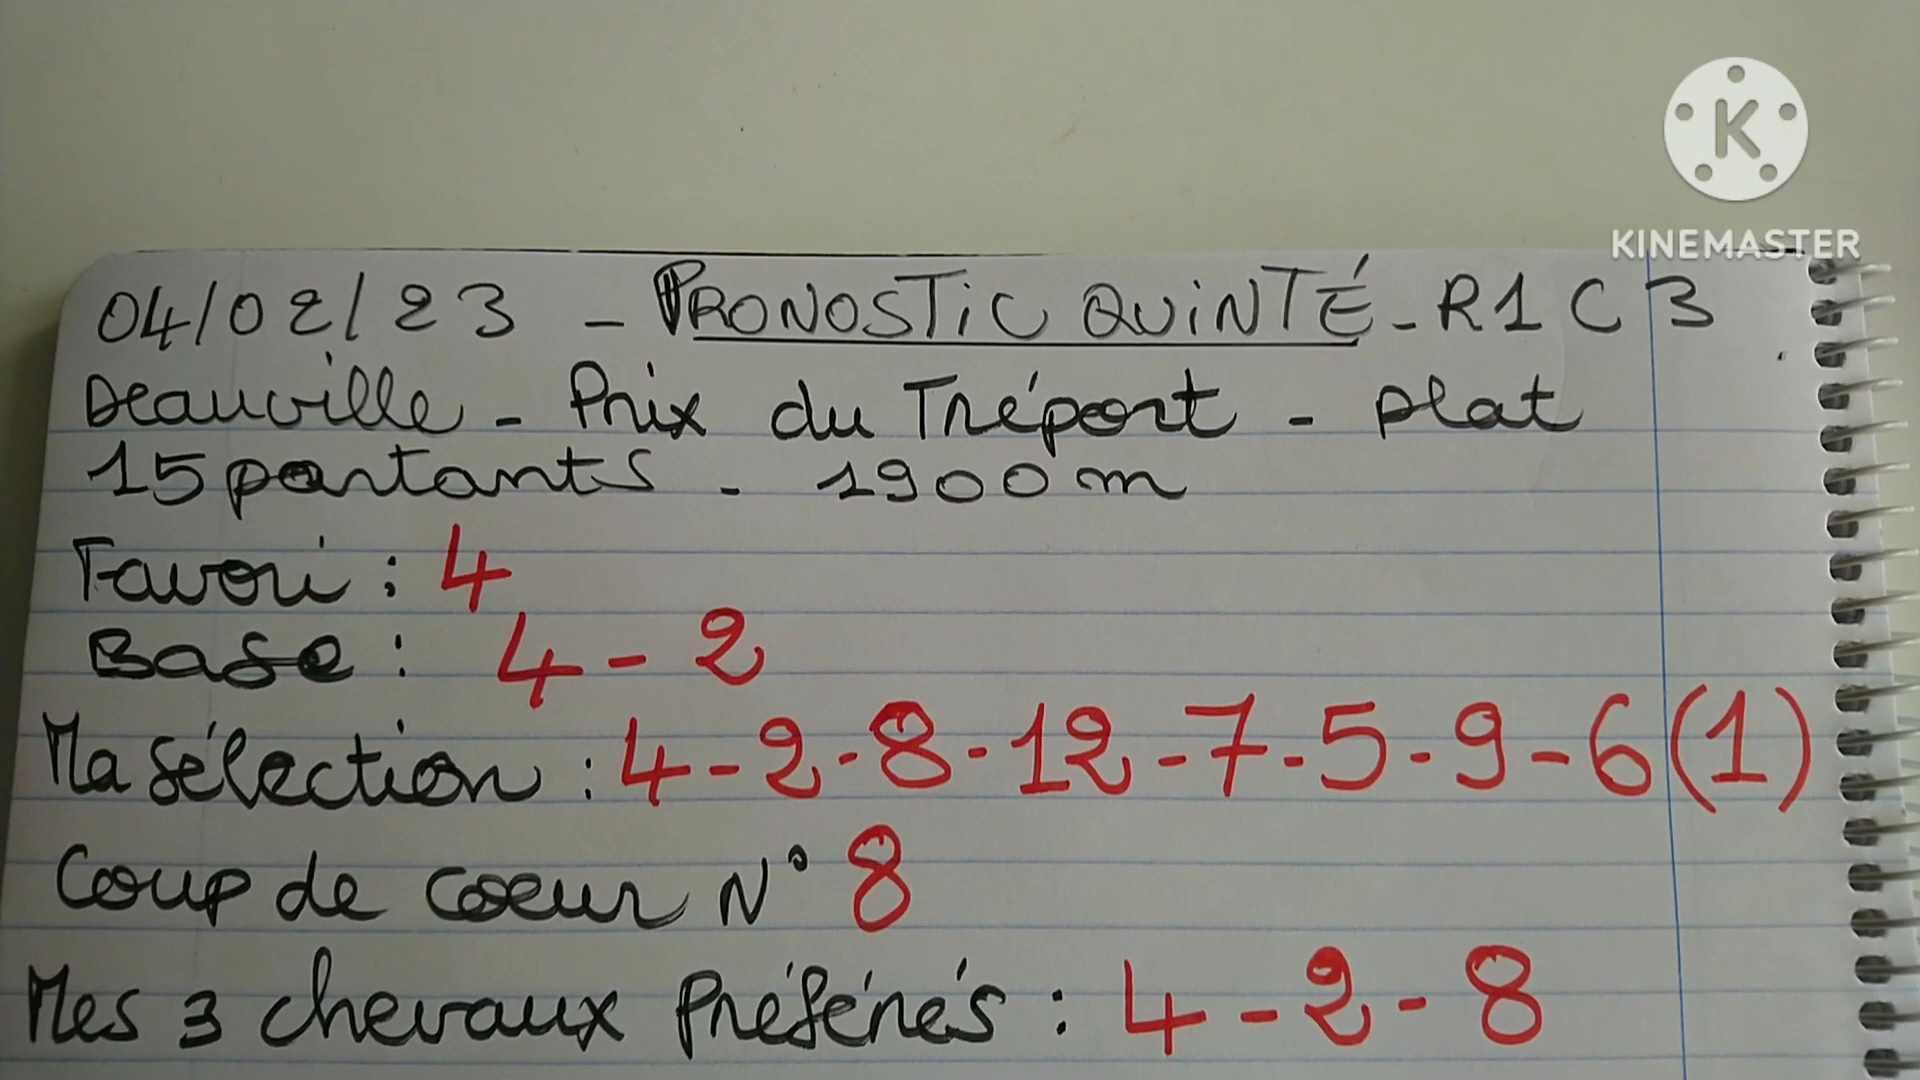 KINEMASTER
04/02/23 - PRONOSTIC QUINTÉ - R1 C3
Deauville - Prix du Tréport - plat
15 partants - 1900m
Favori : 4
Base : 4 - 2
Ma sélection : 4 - 2 - 8 - 12 - 7 - 5 - 9 - 6 (1)
Coup de coeur N° 8
Mes 3 chevaux préférés : 4 - 2 - 8